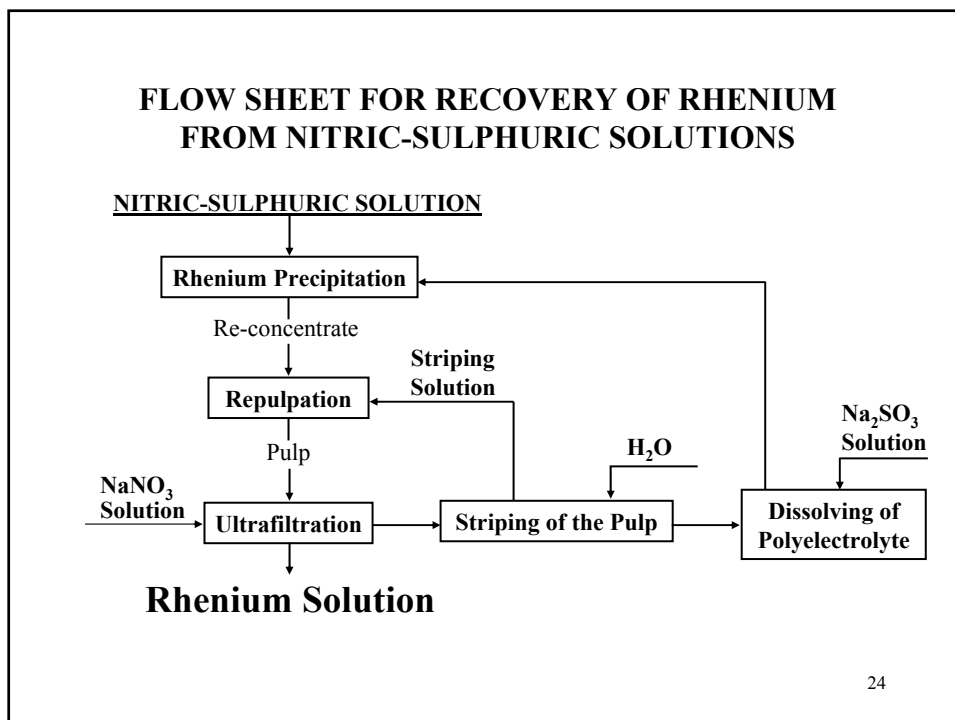 FLOW SHEET FOR RECOVERY OF RHENIUM
FROM NITRIC-SULPHURIC SOLUTIONS
NITRIC-SULPHURIC SOLUTION
Rhenium Precipitation
Re-concentrate
Striping
Solution
Repulpation
Na₂SO₃
Solution
Pulp
H₂O
NaNO₃
Solution
Ultrafiltration
Striping of the Pulp
Dissolving of
Polyelectrolyte
Rhenium Solution
24